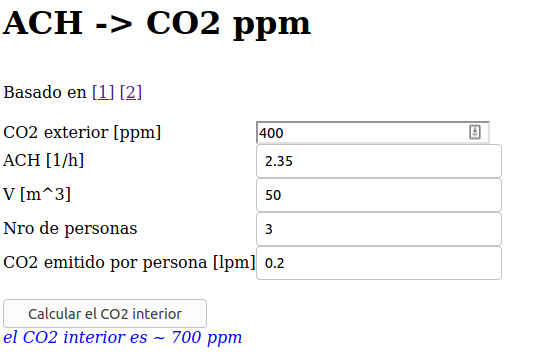 ACH -> CO2 ppm
Basado en [1] [2]
CO2 exterior [ppm] 400
ACH [1/h] 2.35
V [m^3] 50
Nro de personas 3
CO2 emitido por persona [lpm] 0.2
Calcular el CO2 interior
el CO2 interior es ~ 700 ppm